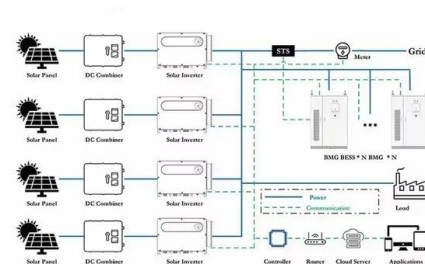 STS
Meter
Grid
Solar Panel DC Combiner Solar Inverter
Solar Panel DC Combiner Solar Inverter
BMG BESS * N BMG * N
Solar Panel DC Combiner Solar Inverter
Power
Communication
Load
Solar Panel DC Combiner Solar Inverter
Controller Router Cloud Server Applications